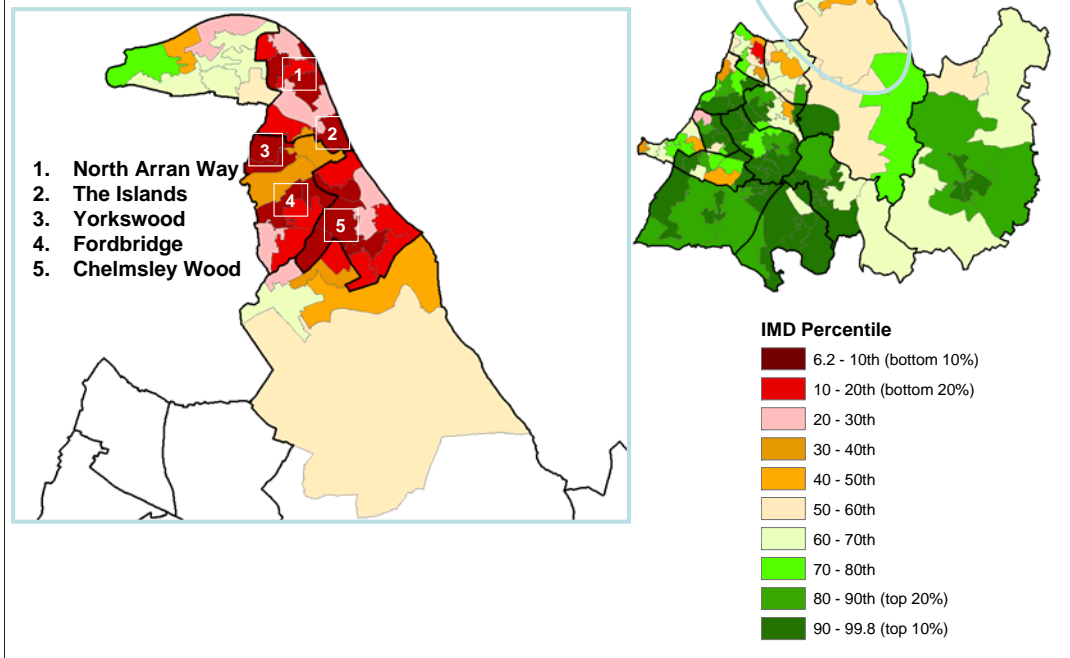 1
2
3
4
5
1. North Arran Way
2. The Islands
3. Yorkswood
4. Fordbridge
5. Chelmsley Wood
IMD Percentile
6.2 - 10th (bottom 10%)
10 - 20th (bottom 20%)
20 - 30th
30 - 40th
40 - 50th
50 - 60th
60 - 70th
70 - 80th
80 - 90th (top 20%)
90 - 99.8 (top 10%)